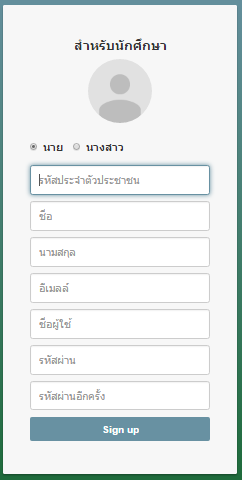 สำหรับนักศึกษา
นาย นางสาว
รหัสประจำตัวประชาชน
ชื่อ
นามสกุล
อีเมลล์
ชื่อผู้ใช้
รหัสผ่าน
รหัสผ่านอีกครั้ง
Sign up